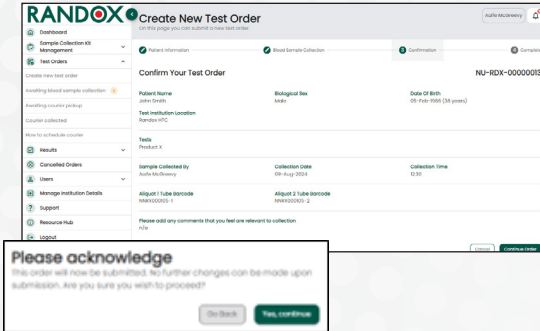 RANDOX
Create New Test Order
On this page you can submit a new test order.
Aoife McGreevy
Dashboard
Sample Collection Kit
Management
Test Orders
Create new test order
Awaiting blood sample collection
Awaiting courier pickup
Courier collected
How to schedule courier
Results
Cancelled Orders
Users
Manage Institution Details
Support
Resource Hub
Logout
Patient Information
Blood Sample Collection
3 Confirmation
4 Complete
Confirm Your Test Order
NU-RDX-00000013
Patient Name
John Smith
Biological Sex
Male
Date Of Birth
05-Feb-1986 (38 years)
Test Institution Location
Randox HTC
Tests
Product X
Sample Collected By
Aoife McGreevy
Collection Date
09-Aug-2024
Collection Time
12:30
Aliquot 1 Tube Barcode
NNRX000105-1
Aliquot 2 Tube Barcode
NNRX000105-2
Please add any comments that you feel are relevant to collection
n/a
Cancel
Continue Order
Please acknowledge
This order will now be submitted. No further changes can be made upon
submission. Are you sure you wish to proceed?
Go Back
Yes, continue